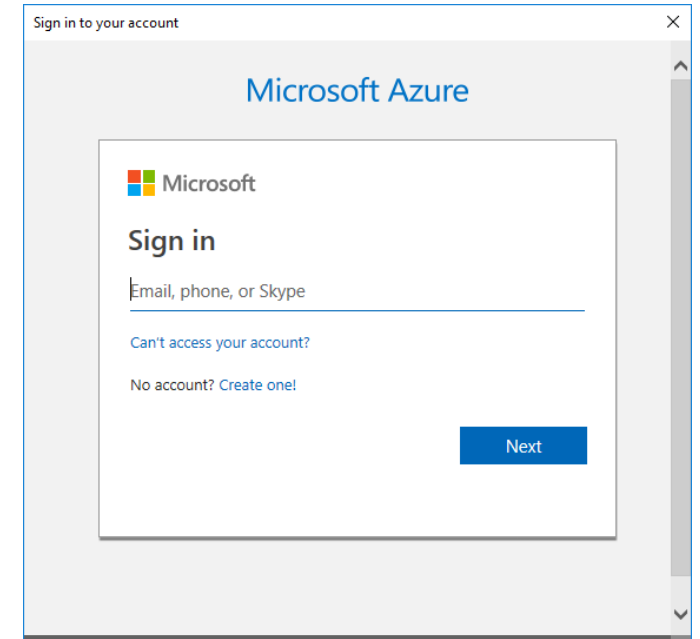 Sign in to your account
Microsoft Azure
Microsoft
Sign in
Email, phone, or Skype
Can't access your account?
No account? Create one!
Next